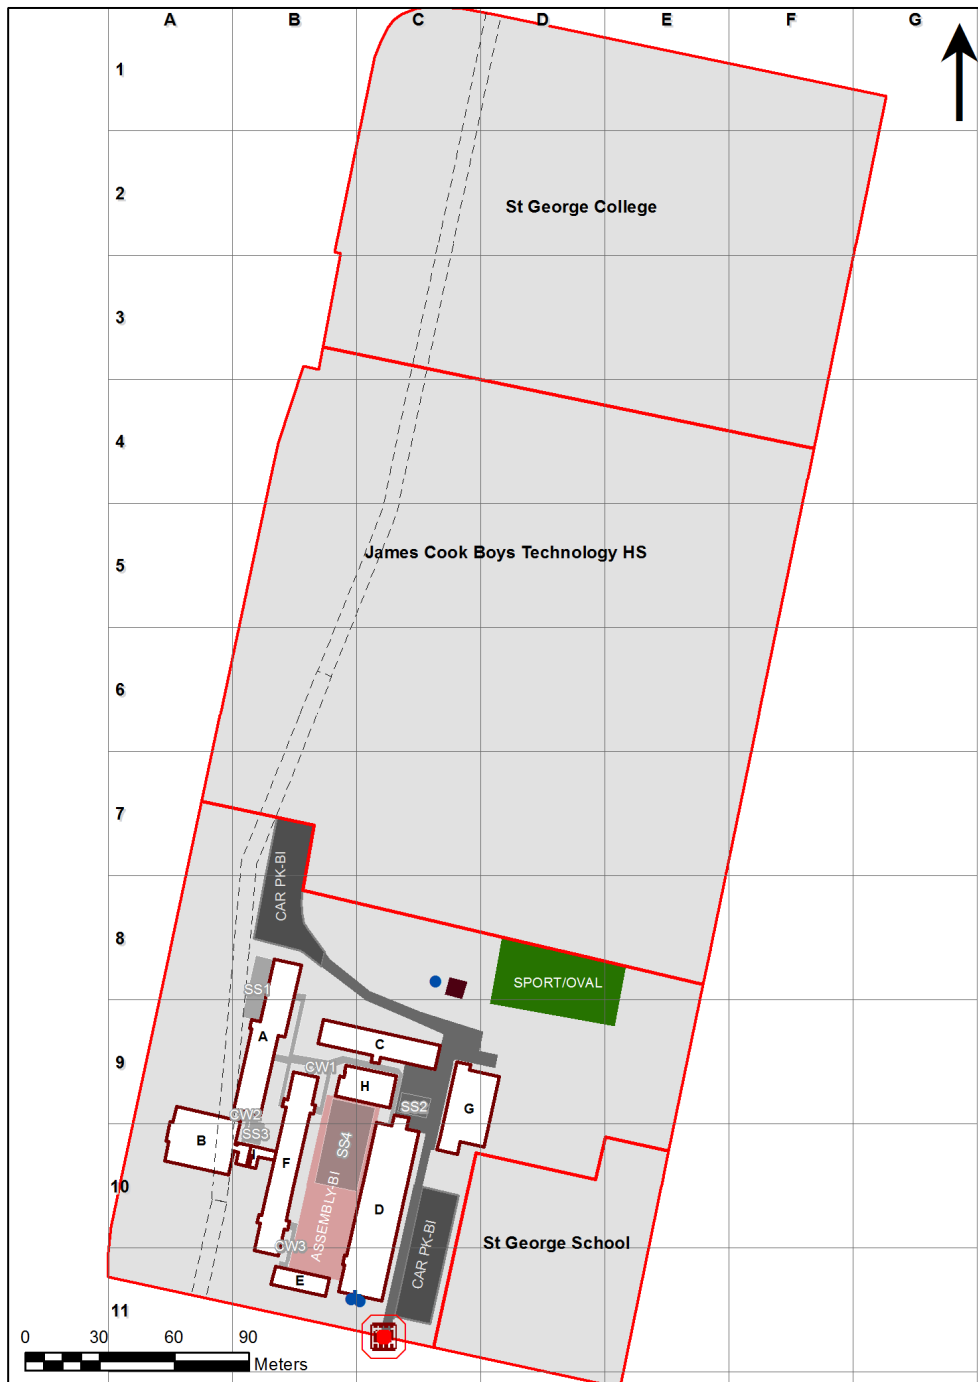 A B C D E F G
1
2
St George College
3
4
5
James Cook Boys Technology HS
6
7
CAR PK-BI
8
SPORT/OVAL
SS1
9
A
C
CW1
H
SS2
G
CW2
SS3
B
I
F
SS4
10
ASSEMBLY-BI
D
CW3
CAR PK-BI
St George School
E
11
0 30 60 90
Meters